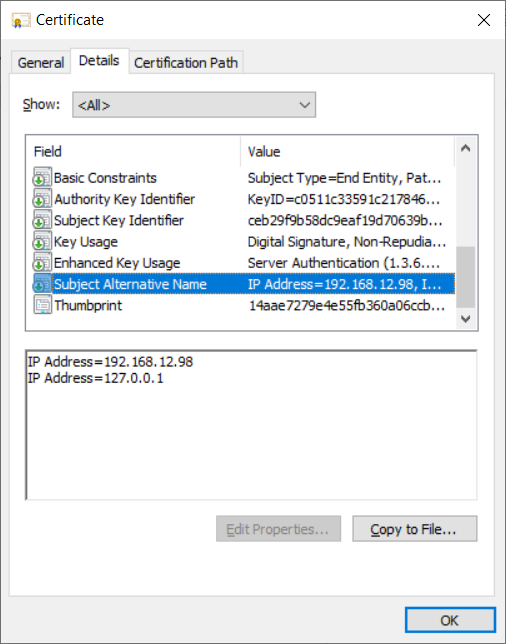 Certificate
General Details Certification Path
Show: <All>
Field Value
Basic Constraints Subject Type=End Entity, Pat...
Authority Key Identifier KeyID=c0511c33591c217846...
Subject Key Identifier ceb29f9b58dc9eaf19d70639b...
Key Usage Digital Signature, Non-Repudia...
Enhanced Key Usage Server Authentication (1.3.6....
Subject Alternative Name IP Address=192.168.12.98, I...
Thumbprint 14aae7279e4e55fb360a06ccb...
IP Address=192.168.12.98
IP Address=127.0.0.1
Edit Properties... Copy to File...
OK